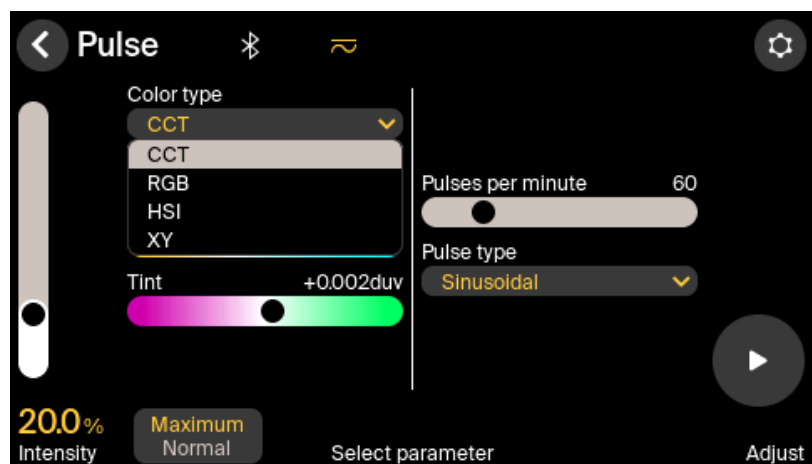 Pulse
Color type
CCT
CCT
RGB
HSI
XY
Tint +0.002duv
Pulses per minute 60
Pulse type
Sinusoidal
20.0%
Intensity
Maximum
Normal
Select parameter
Adjust